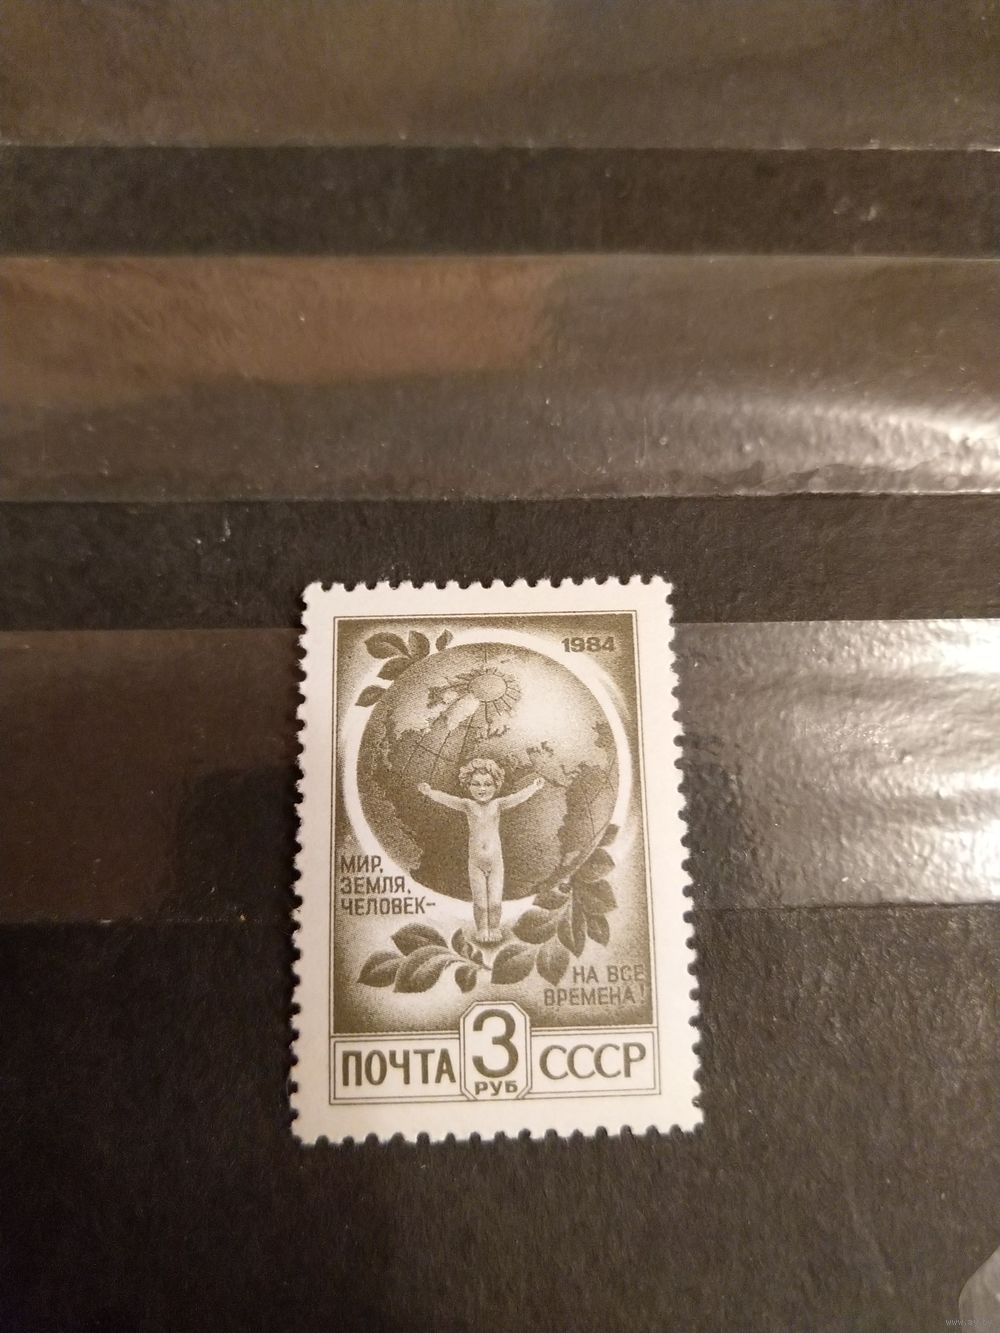 1984
МИР,
ЗЕМЛЯ,
ЧЕЛОВЕК-
НА ВСЕ
ВРЕМЕНА!
ПОЧТА 3 РУБ СССР